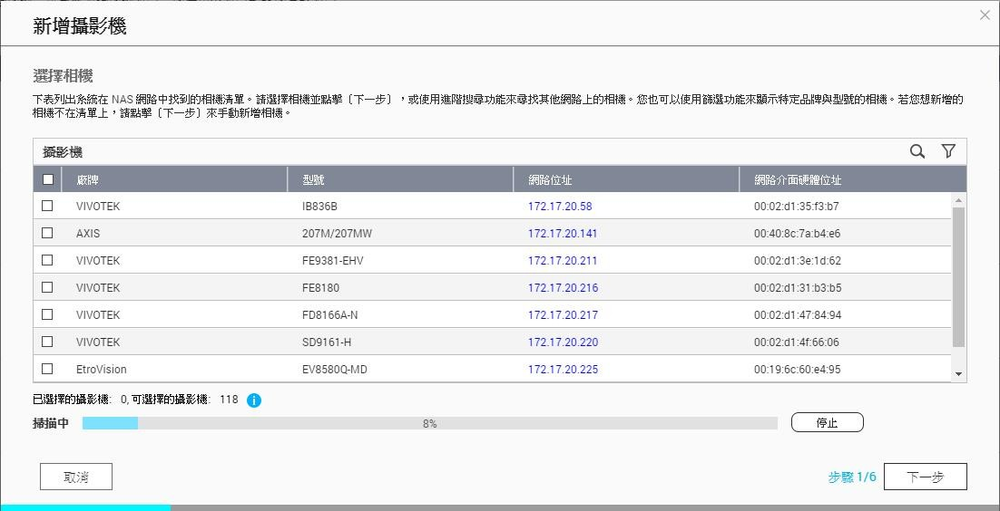 新增攝影機
選擇相機
下表列出系統在 NAS 網路中找到的相機清單。請選擇相機並點擊〔下一步〕，或使用進階搜尋功能來尋找其他網路上的相機。您也可以使用篩選功能來顯示特定品牌與型號的相機。若您想新增的
相機不在清單上，請點擊〔下一步〕來手動新增相機。
攝影機
廠牌 型號 網路位址 網路介面硬體位址
VIVOTEK IB836B 172.17.20.58 00:02:d1:35:f3:b7
AXIS 207M/207MW 172.17.20.141 00:40:8c:7a:b4:e6
VIVOTEK FE9381-EHV 172.17.20.211 00:02:d1:3e:1d:62
VIVOTEK FE8180 172.17.20.216 00:02:d1:31:b3:b5
VIVOTEK FD8166A-N 172.17.20.217 00:02:d1:47:84:94
VIVOTEK SD9161-H 172.17.20.220 00:02:d1:4f:66:06
EtroVision EV8580Q-MD 172.17.20.225 00:19:6c:60:e4:95
已選擇的攝影機: 0, 可選擇的攝影機: 118
掃描中 8% 停止
取消 步驟 1/6 下一步